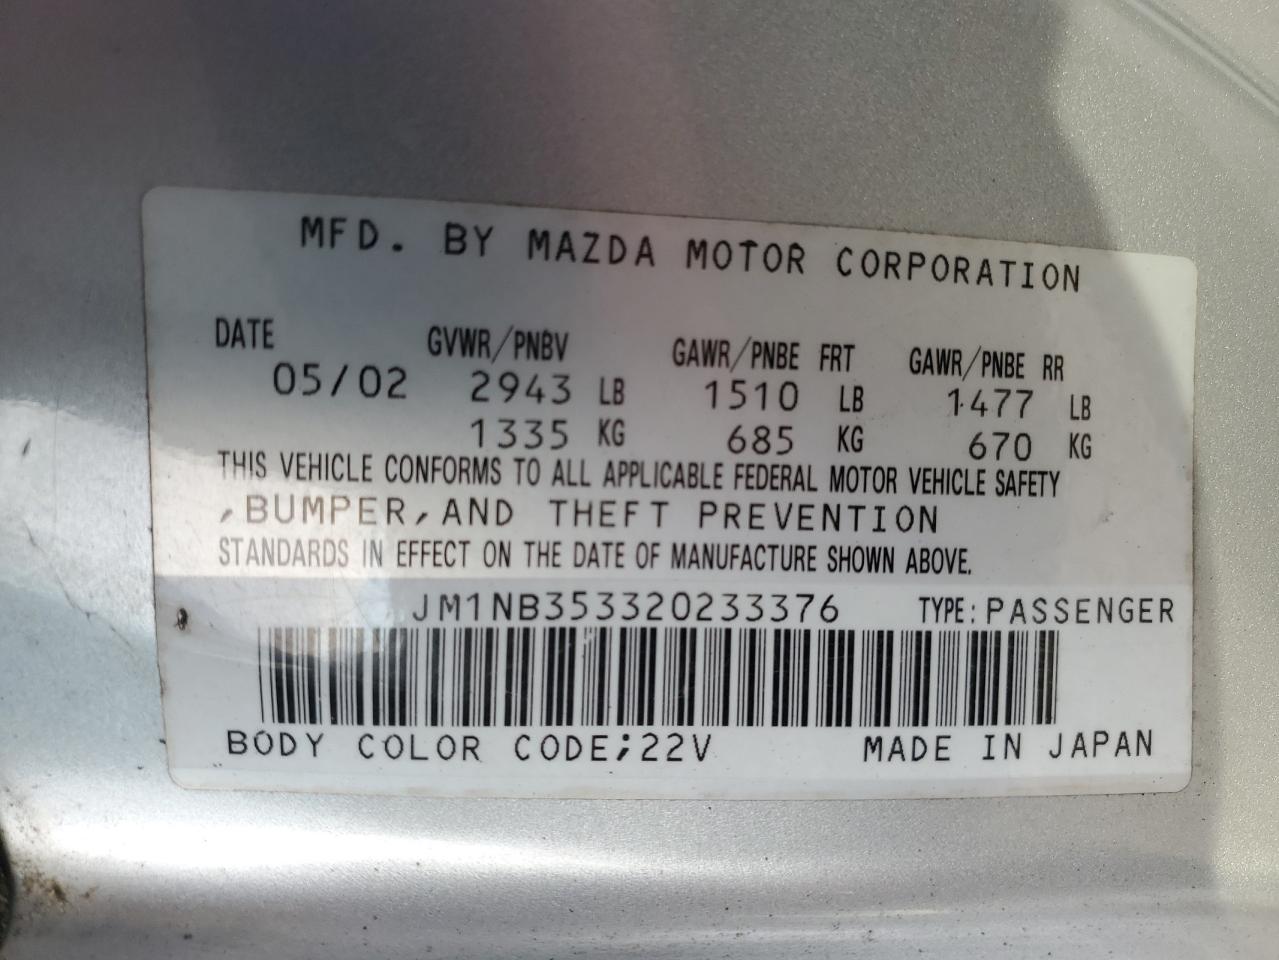 MFD. BY MAZDA MOTOR CORPORATION
DATE GVWR/PNBV GAWR/PNBE FRT GAWR/PNBE RR
05/02 2943 LB 1510 LB 1477 LB
1335 KG 685 KG 670 KG
THIS VEHICLE CONFORMS TO ALL APPLICABLE FEDERAL MOTOR VEHICLE SAFETY
,BUMPER,AND THEFT PREVENTION
STANDARDS IN EFFECT ON THE DATE OF MANUFACTURE SHOWN ABOVE.
JM1NB353320233376 TYPE:PASSENGER
BODY COLOR CODE;22V MADE IN JAPAN